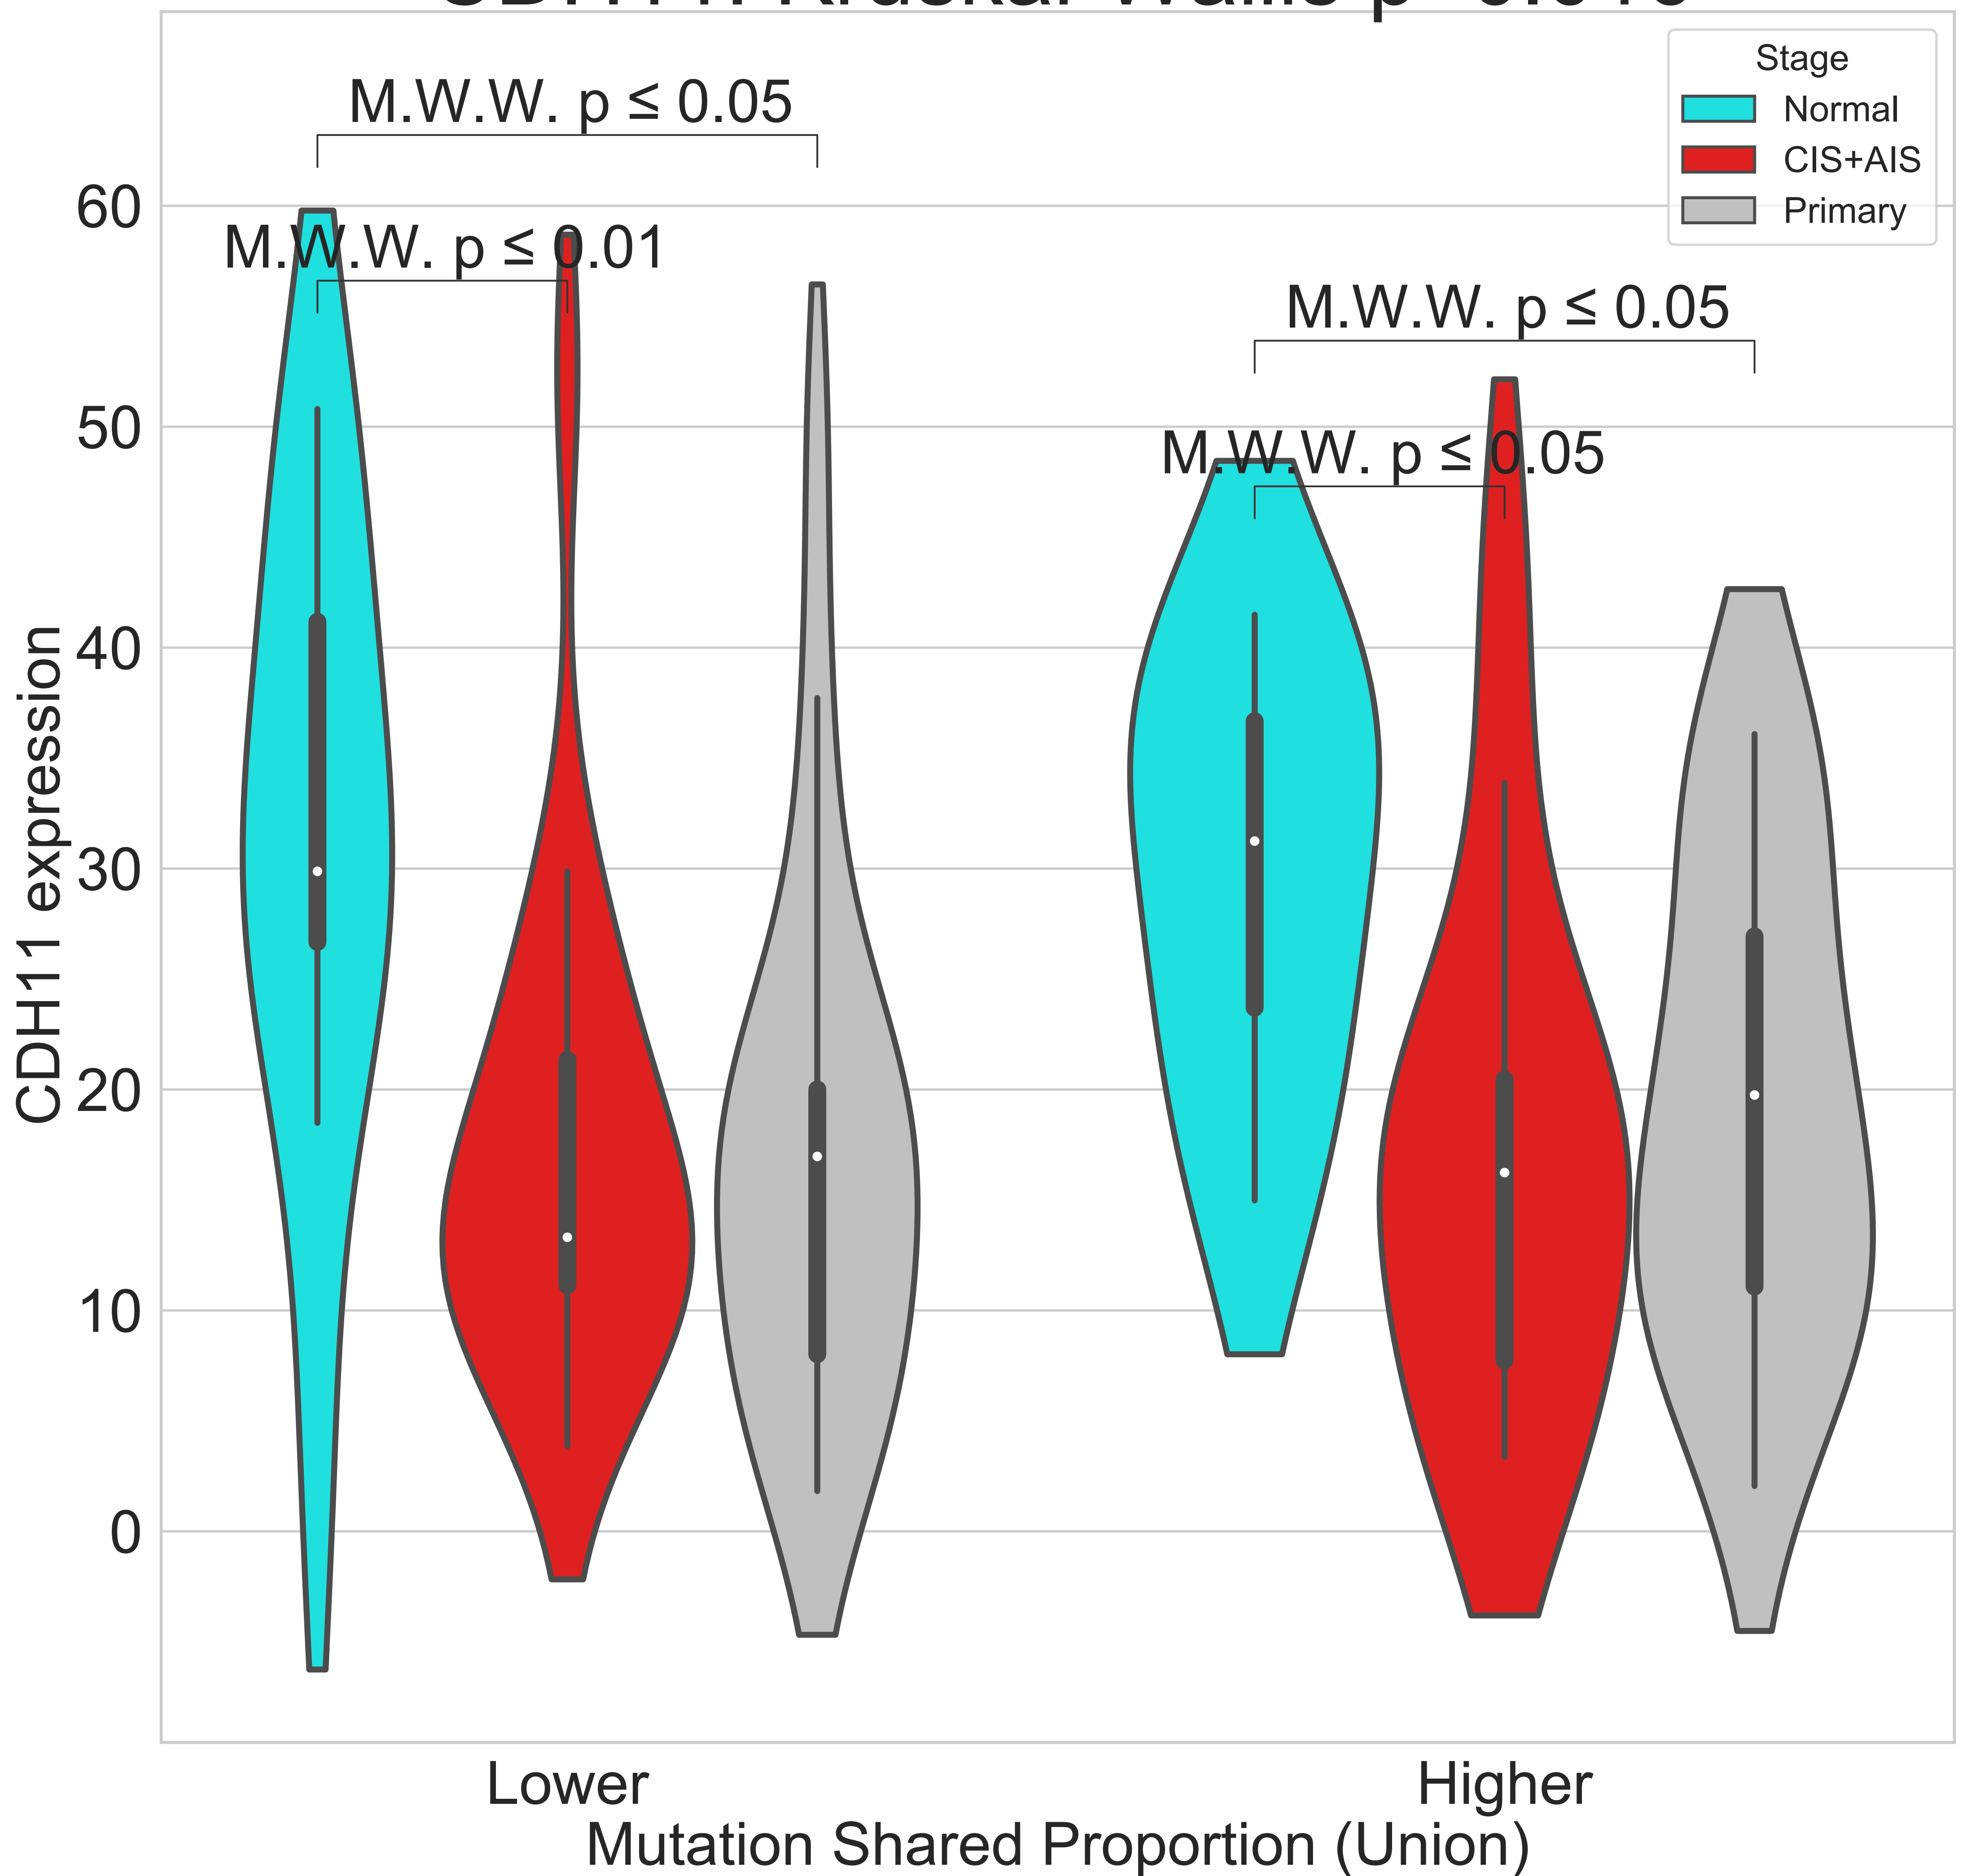 M.W.W. p ≤ 0.05
Stage
Normal
CIS+AIS
Primary
M.W.W. p ≤ 0.01
M.W.W. p ≤ 0.05
M.W.W. p ≤ 0.05
60
50
40
30
20
10
0
CDH11 expression
Lower
Higher
Mutation Shared Proportion (Union)